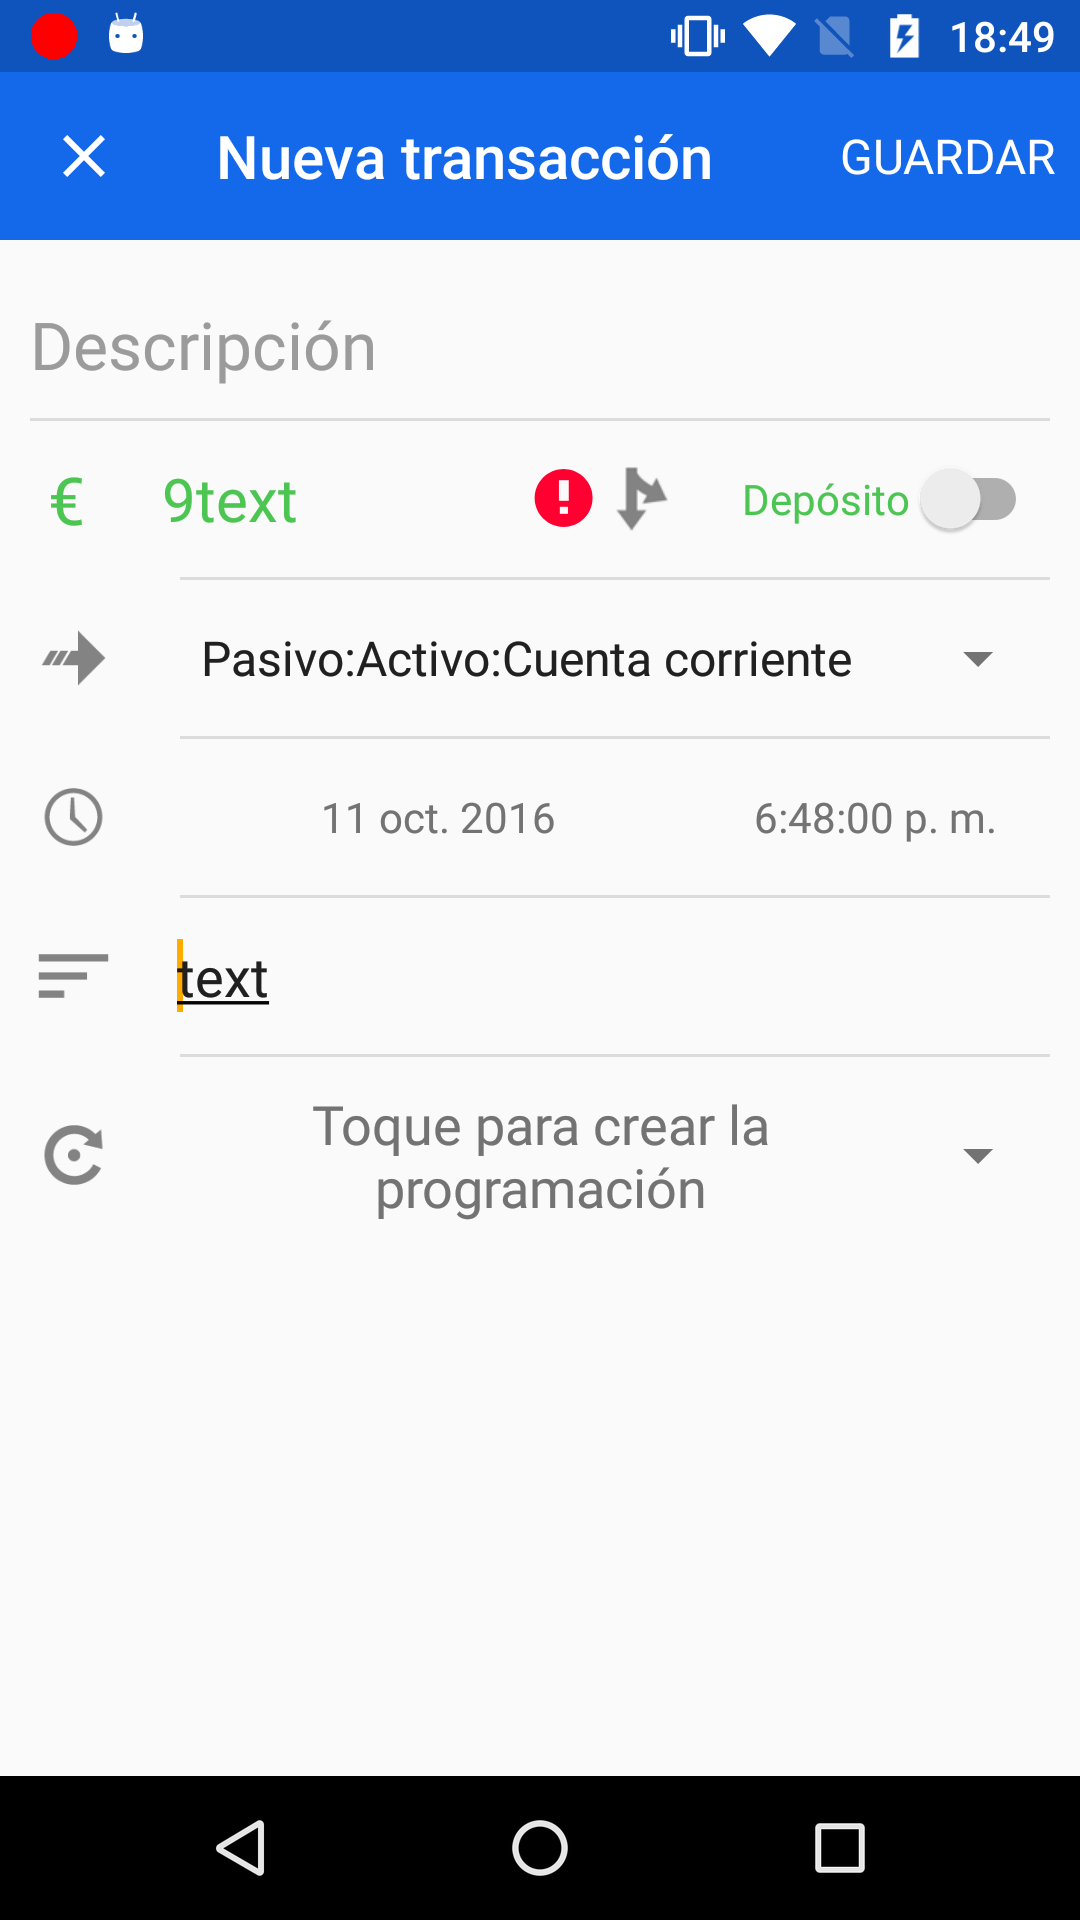 18:49
Nueva transacción
GUARDAR
Descripción
€ 9text Depósito
Pasivo:Activo:Cuenta corriente
11 oct. 2016 6:48:00 p. m.
text
Toque para crear la
programación